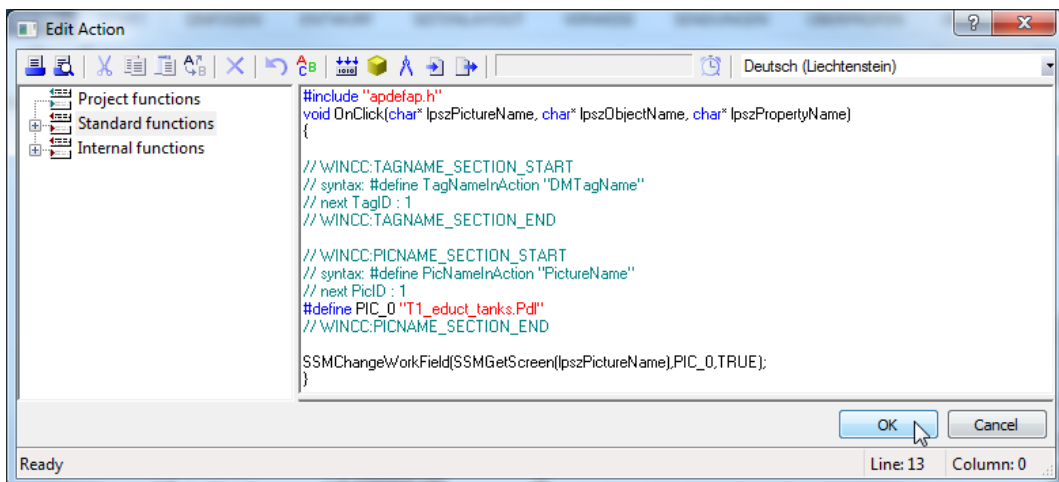 Edit Action
Deutsch (Liechtenstein)
Project functions
Standard functions
Internal functions
#include "apdefap.h"
void OnClick(char* lpszPictureName, char* lpszObjectName, char* lpszPropertyName)
{
// WINCC:TAGNAME_SECTION_START
// syntax: #define TagNameInAction "DMTagName"
// next TagID : 1
// WINCC:TAGNAME_SECTION_END
// WINCC:PICNAME_SECTION_START
// syntax: #define PicNameInAction "PictureName"
// next PicID : 1
#define PIC_0 "T1_educt_tanks.Pdl"
// WINCC:PICNAME_SECTION_END
SSMChangeWorkField(SSMGetScreen(lpszPictureName),PIC_0,TRUE);
}
OK Cancel
Ready Line: 13 Column: 0